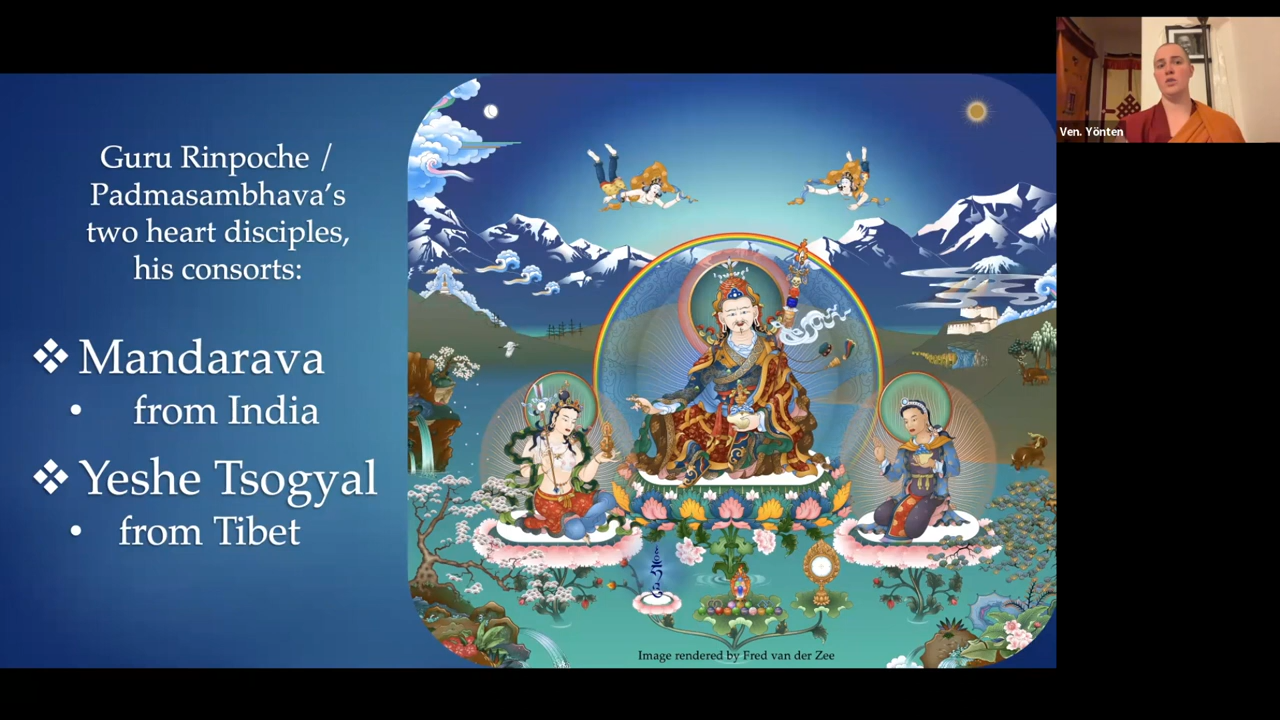 Guru Rinpoche /
Padmasambhava's
two heart disciples,
his consorts:
❖ Mandarava
• from India
❖ Yeshe Tsogyal
• from Tibet
Image rendered by Fred van der Zee
Ven. Yönten